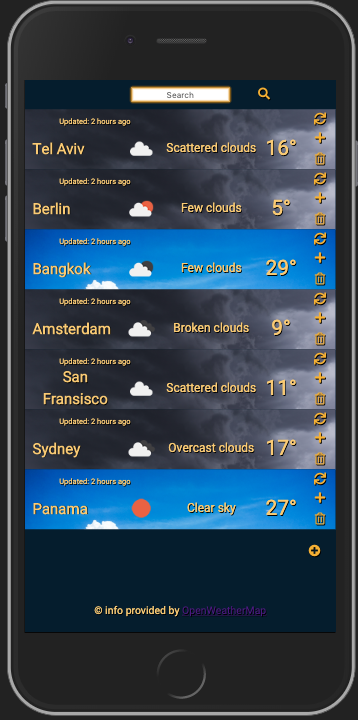 Search
Updated: 2 hours ago
Tel Aviv Scattered clouds 16°
Updated: 2 hours ago
Berlin Few clouds 5°
Updated: 2 hours ago
Bangkok Few clouds 29°
Updated: 2 hours ago
Amsterdam Broken clouds 9°
Updated: 2 hours ago
San
Fransisco Scattered clouds 11°
Updated: 2 hours ago
Sydney Overcast clouds 17°
Updated: 2 hours ago
Panama Clear sky 27°
© info provided by OpenWeatherMap